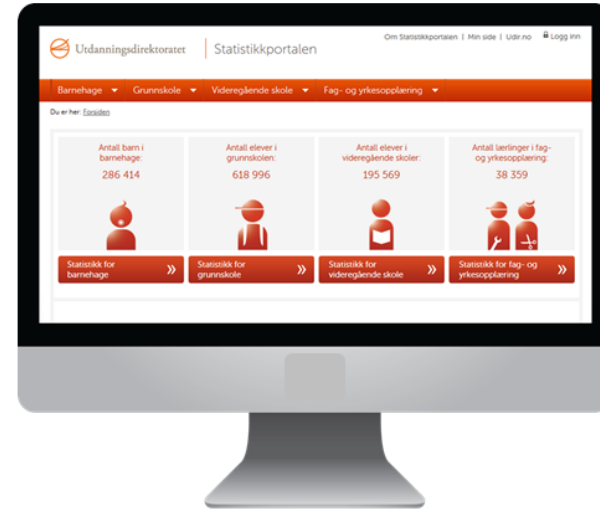 Om Statistikkportalen | Min side | Udir.no Logg inn
Utdanningsdirektoratet Statistikkportalen
Barnehage Grunnskole Videregående skole Fag- og yrkesopplæring
Du er her: Forsiden
Antall barn i
barnehage:
286 414
Antall elever i
grunnskolen:
618 996
Antall elever i
videregående skoler:
195 569
Antall lærlinger i fag-
og yrkesopplæring:
38 359
Statistikk for
barnehage
Statistikk for
grunnskole
Statistikk for
videregående skole
Statistikk for fag- og
yrkesopplæring